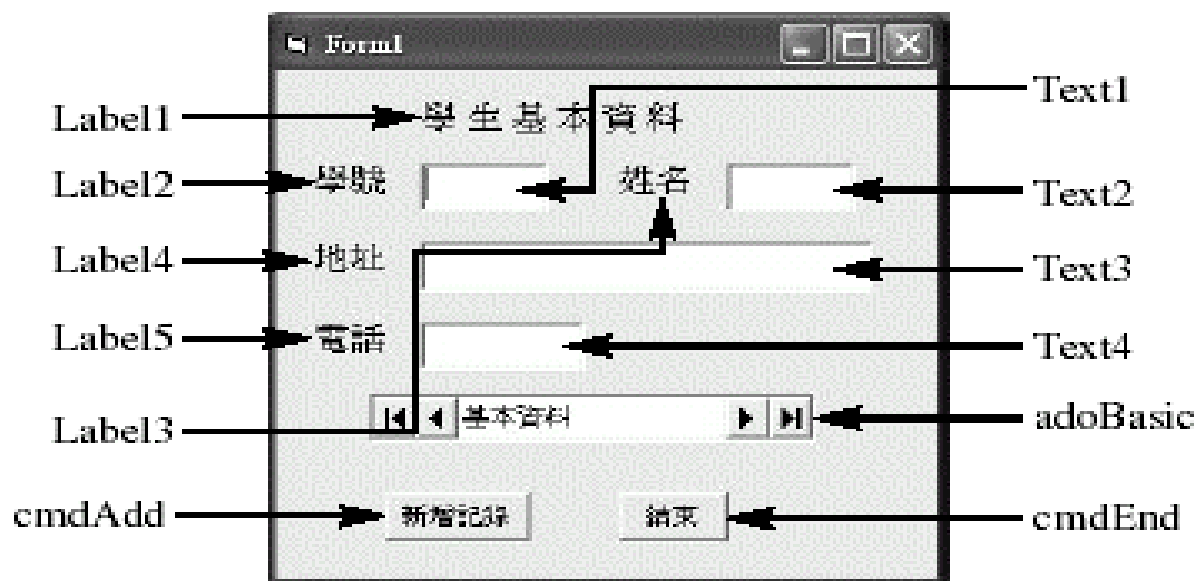 Form1
Label1
學生基本資料
Text1
Label2
學號
姓名
Text2
Label4
地址
Text3
Label5
電話
Text4
Label3
基本資料
adoBasic
cmdAdd
新增記錄
結束
cmdEnd